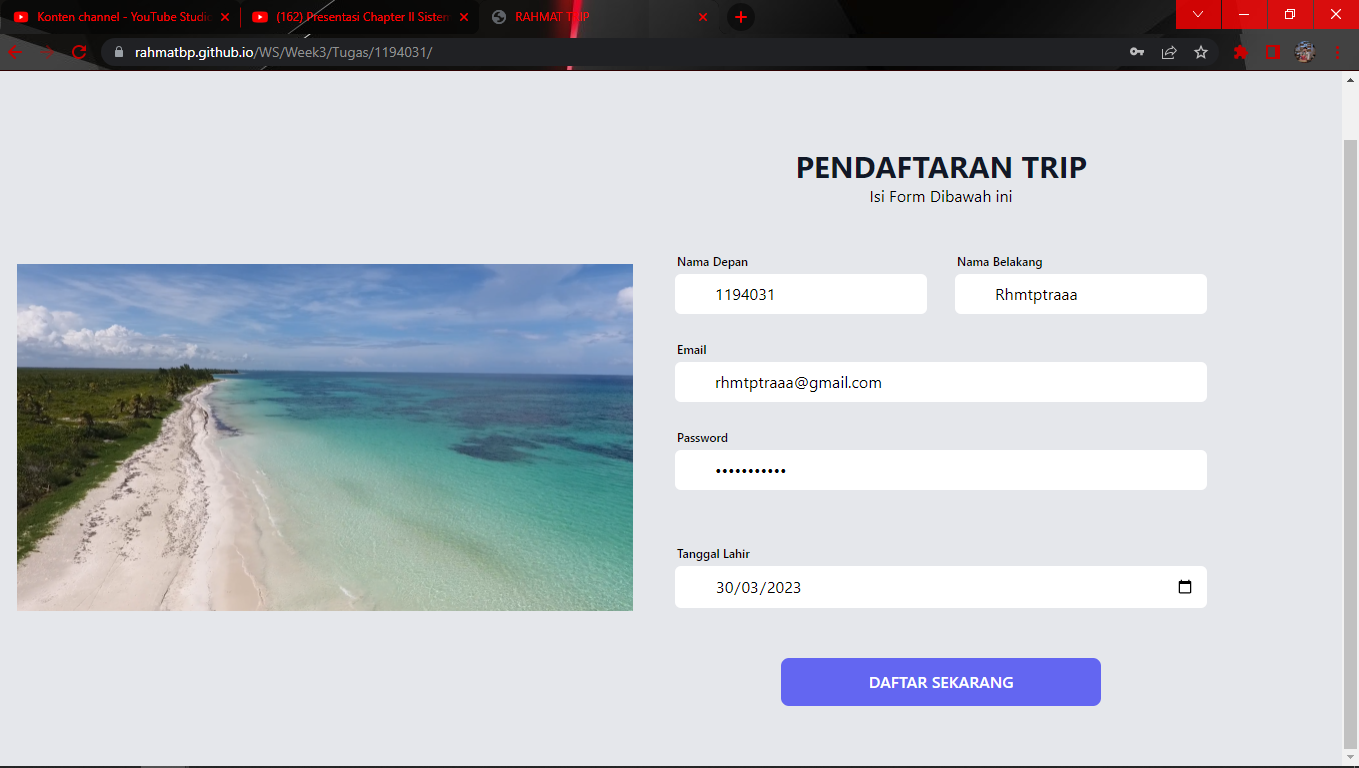 Konten channel - YouTube Studio
(162) Presentasi Chapter II Sistem
RAHMAT TRIP
rahmatbp.github.io/WS/Week3/Tugas/1194031/
PENDAFTARAN TRIP
Isi Form Dibawah ini
Nama Depan
Nama Belakang
1194031
Rhmtptraaa
Email
rhmtptraaa@gmail.com
Password
•••••••••••
Tanggal Lahir
30/03/2023
DAFTAR SEKARANG